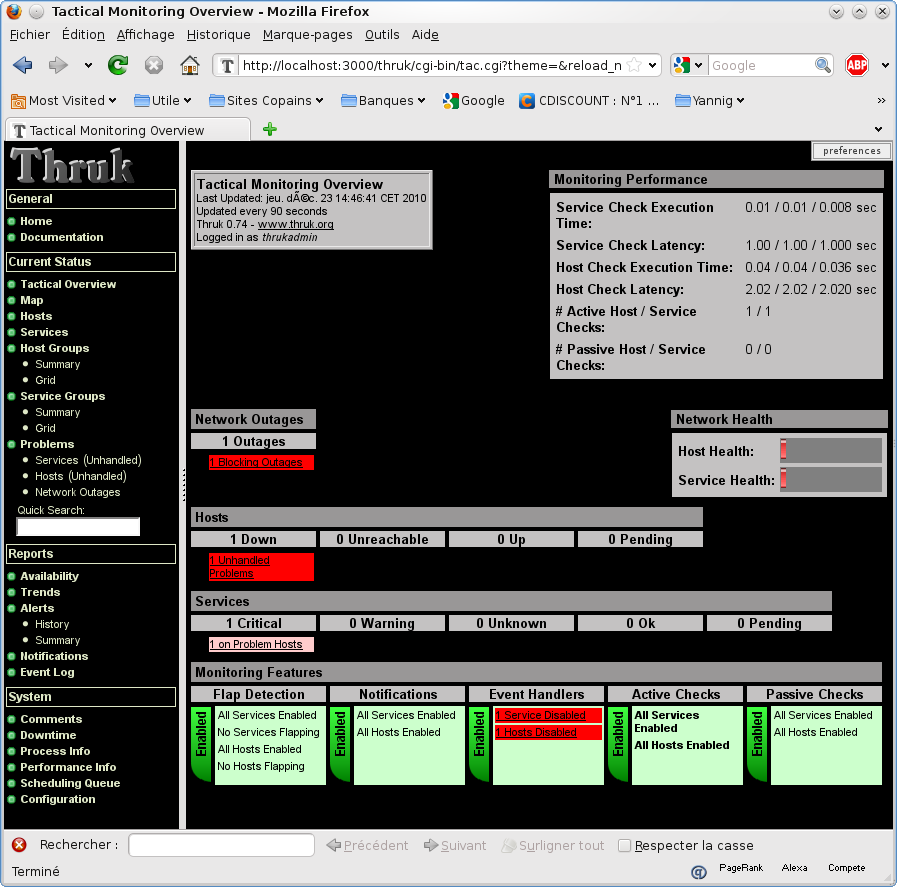 Tactical Monitoring Overview - Mozilla Firefox
Fichier Édition Affichage Historique Marque-pages Outils Aide
T http://localhost:3000/thruk/cgi-bin/tac.cgi?theme=&reload_n Google ABP
Most Visited Utile Sites Copains Banques Google CDISCOUNT : N°1 ... Yannig »
T Tactical Monitoring Overview
preferences
Thruk
General
Home
Documentation
Current Status
Tactical Overview
Map
Hosts
Services
Host Groups
Summary
Grid
Service Groups
Summary
Grid
Problems
Services (Unhandled)
Hosts (Unhandled)
Network Outages
Quick Search:
Reports
Availability
Trends
Alerts
History
Summary
Notifications
Event Log
System
Comments
Downtime
Process Info
Performance Info
Scheduling Queue
Configuration
Tactical Monitoring Overview
Last Updated: jeu. dÃ©c. 23 14:46:41 CET 2010
Updated every 90 seconds
Thruk 0.74 - www.thruk.org
Logged in as thrukadmin
Monitoring Performance
Service Check Execution Time: 0.01 / 0.01 / 0.008 sec
Service Check Latency: 1.00 / 1.00 / 1.000 sec
Host Check Execution Time: 0.04 / 0.04 / 0.036 sec
Host Check Latency: 2.02 / 2.02 / 2.020 sec
# Active Host / Service Checks: 1 / 1
# Passive Host / Service Checks: 0 / 0
Network Outages
1 Outages
1 Blocking Outages
Network Health
Host Health:
Service Health:
Hosts
1 Down 0 Unreachable 0 Up 0 Pending
1 Unhandled
Problems
Services
1 Critical 0 Warning 0 Unknown 0 Ok 0 Pending
1 on Problem Hosts
Monitoring Features
Flap Detection Notifications Event Handlers Active Checks Passive Checks
Enabled
All Services Enabled
No Services Flapping
All Hosts Enabled
No Hosts Flapping
Enabled
All Services Enabled
All Hosts Enabled
Enabled
1 Service Disabled
1 Hosts Disabled
Enabled
All Services
Enabled
All Hosts Enabled
Enabled
All Services Enabled
All Hosts Enabled
Rechercher : Précédent Suivant Surligner tout Respecter la casse
Terminé @ PageRank Alexa Compete